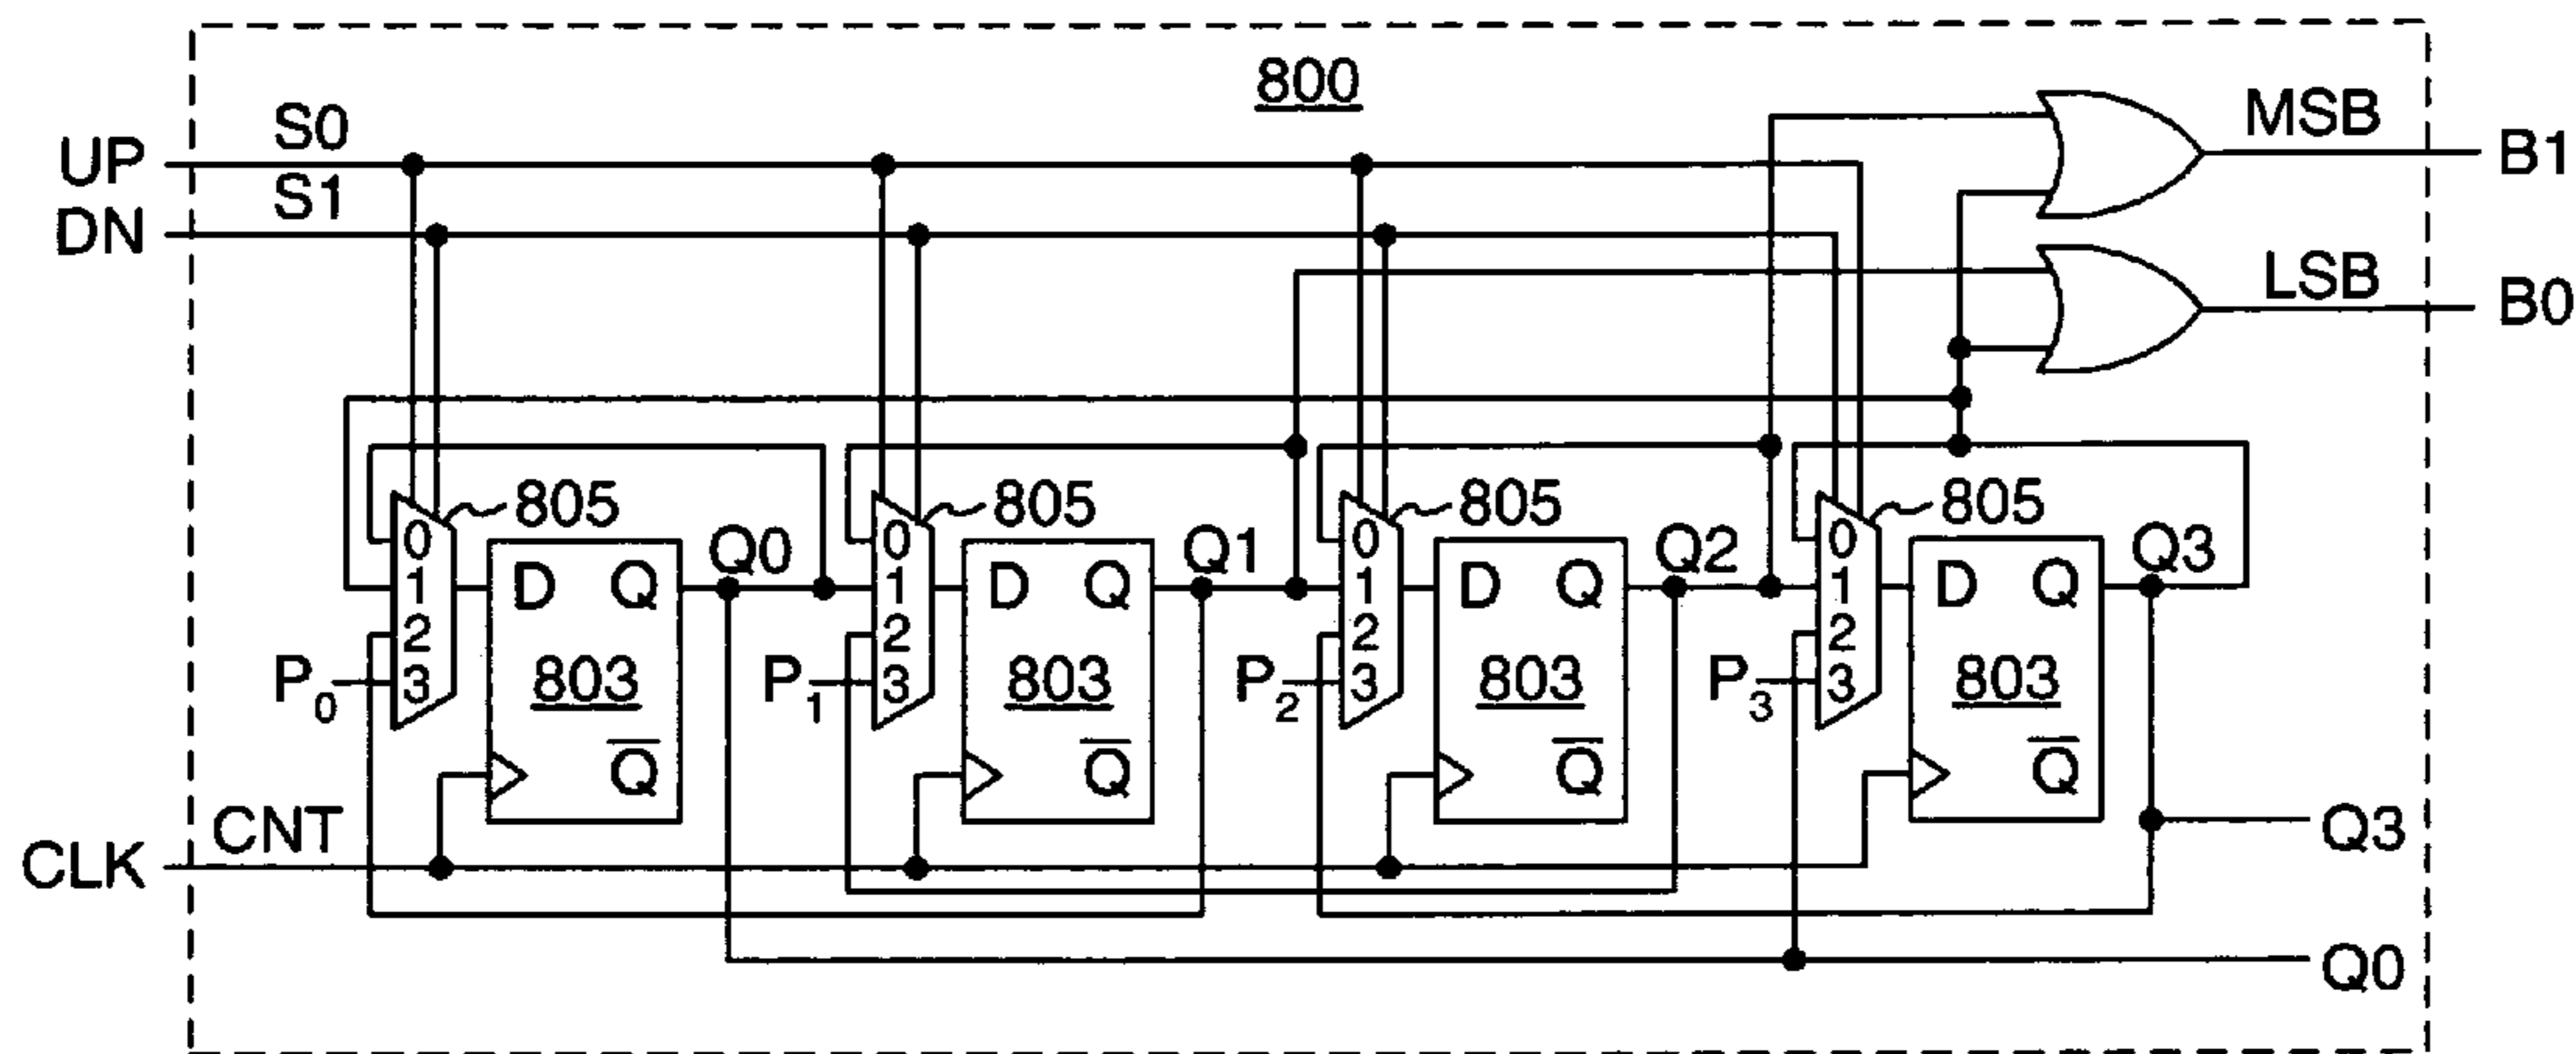 800
UP S0 MSB B1
DN S1 LSB B0
805 805 805 805
0 0 0 0
1 D Q Q0 1 D Q Q1 1 D Q Q2 1 D Q Q3
2 2 2 2
P0 3 803 P1 3 803 P2 3 803 P3 3 803
Q̅ Q̅ Q̅ Q̅
CLK CNT Q3
Q0